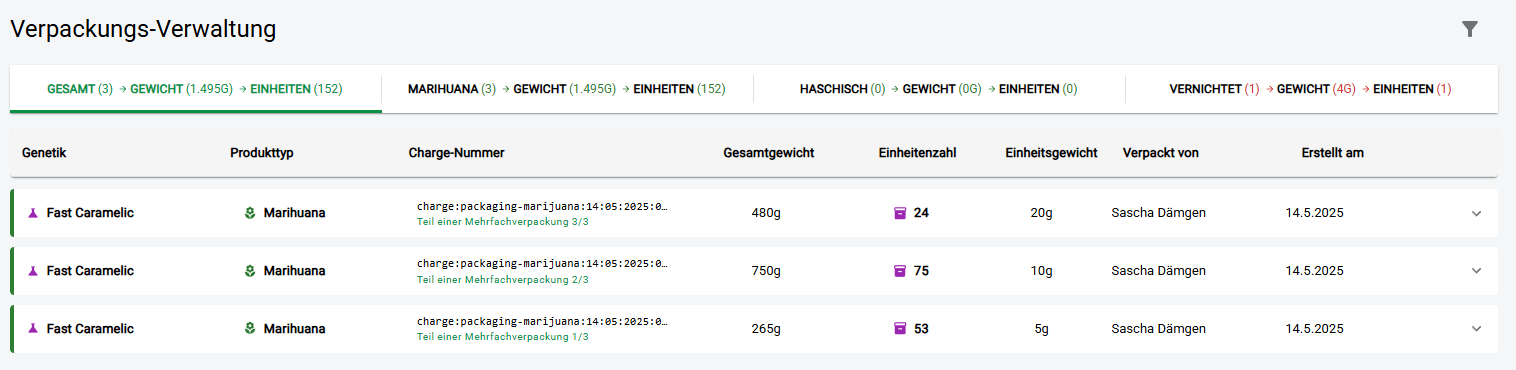 Verpackungs-Verwaltung
GESAMT (3) → GEWICHT (1.495G) → EINHEITEN (152) MARIHUANA (3) → GEWICHT (1.495G) → EINHEITEN (152) HASCHISCH (0) → GEWICHT (0G) → EINHEITEN (0) VERNICHTET (1) → GEWICHT (4G) → EINHEITEN (1)
Genetik Produkttyp Charge-Nummer Gesamtgewicht Einheitenzahl Einheitsgewicht Verpackt von Erstellt am
Fast Caramelic Marihuana charge:packaging-marijuana:14:05:2025:0… 480g 24 20g Sascha Dämgen 14.5.2025
Teil einer Mehrfachverpackung 3/3
Fast Caramelic Marihuana charge:packaging-marijuana:14:05:2025:0… 750g 75 10g Sascha Dämgen 14.5.2025
Teil einer Mehrfachverpackung 2/3
Fast Caramelic Marihuana charge:packaging-marijuana:14:05:2025:0… 265g 53 5g Sascha Dämgen 14.5.2025
Teil einer Mehrfachverpackung 1/3